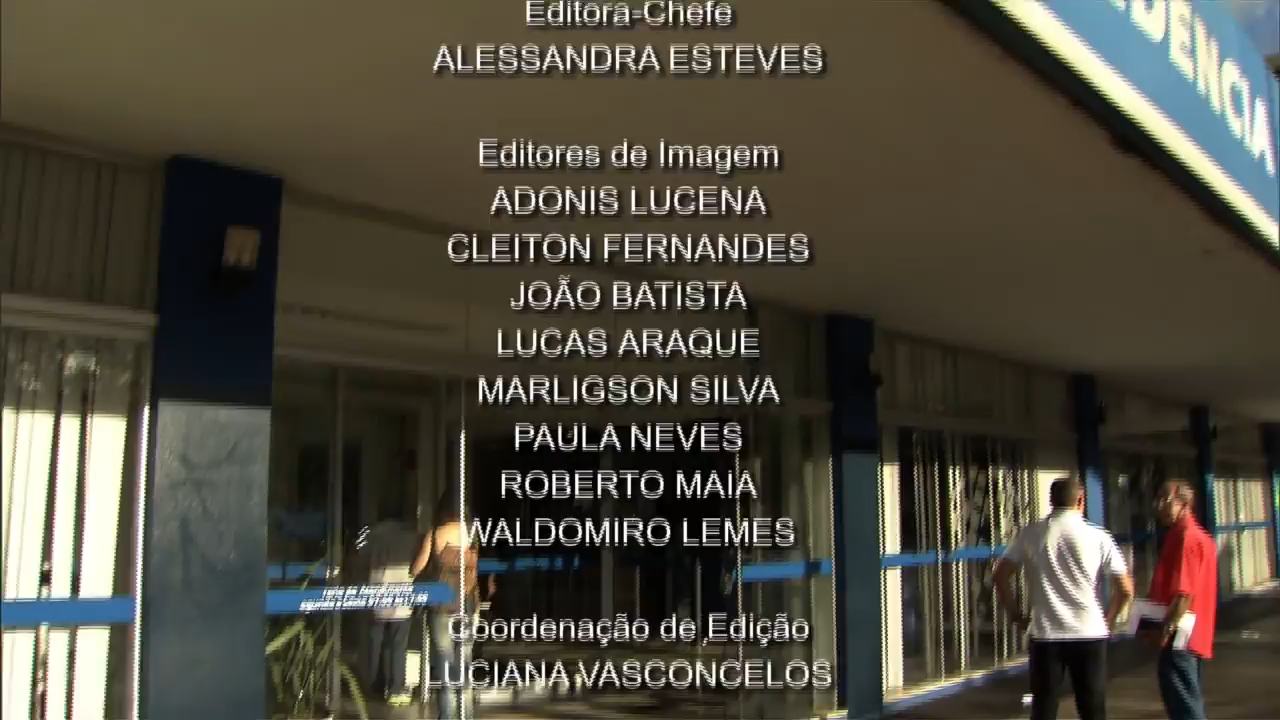 Editora-Chefe
ALESSANDRA ESTEVES
DENCIA
Editores de Imagem
ADONIS LUCENA
CLEITON FERNANDES
JOÃO BATISTA
LUCAS ARAQUE
MARLIGSON SILVA
PAULA NEVES
ROBERTO MAIA
WALDOMIRO LEMES
Coordenação de Edição
LUCIANA VASCONCELOS